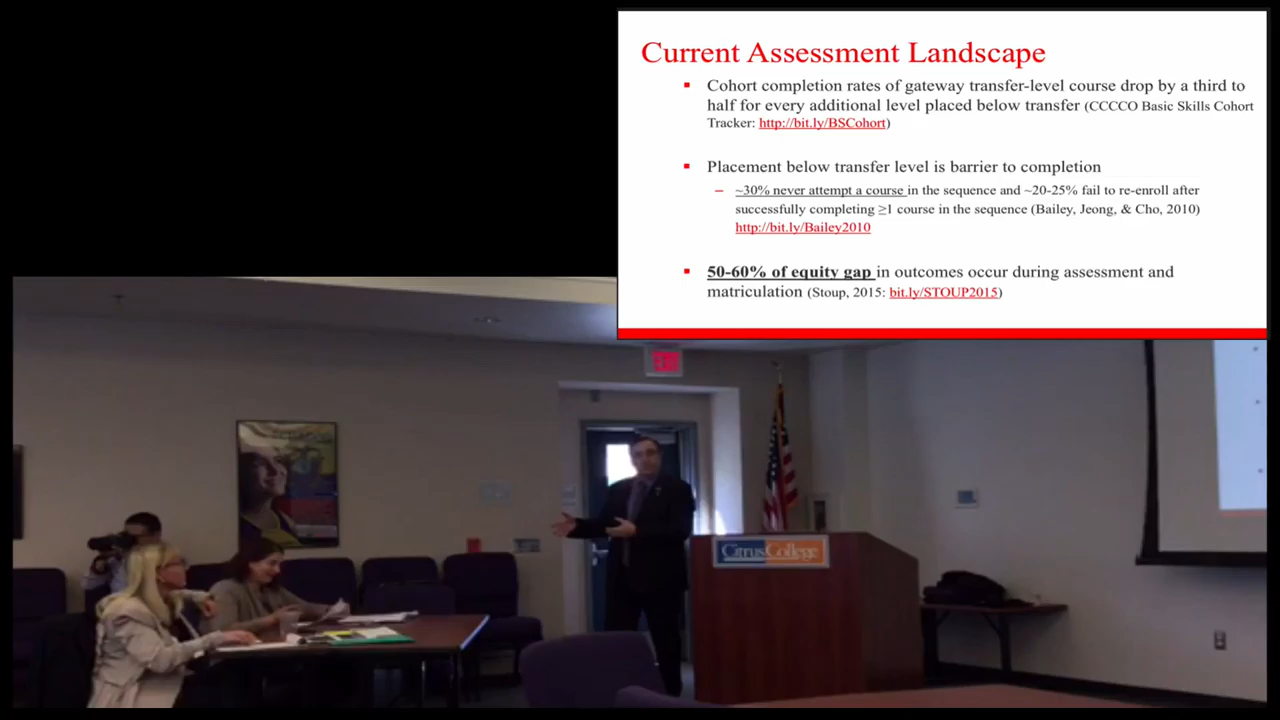 Current Assessment Landscape
▪ Cohort completion rates of gateway transfer-level course drop by a third to
half for every additional level placed below transfer (CCCCO Basic Skills Cohort
Tracker: http://bit.ly/BSCohort)
▪ Placement below transfer level is barrier to completion
– ~30% never attempt a course in the sequence and ~20-25% fail to re-enroll after
successfully completing ≥1 course in the sequence (Bailey, Jeong, & Cho, 2010)
http://bit.ly/Bailey2010
▪ 50-60% of equity gap in outcomes occur during assessment and
matriculation (Stoup, 2015: bit.ly/STOUP2015)
Citrus College